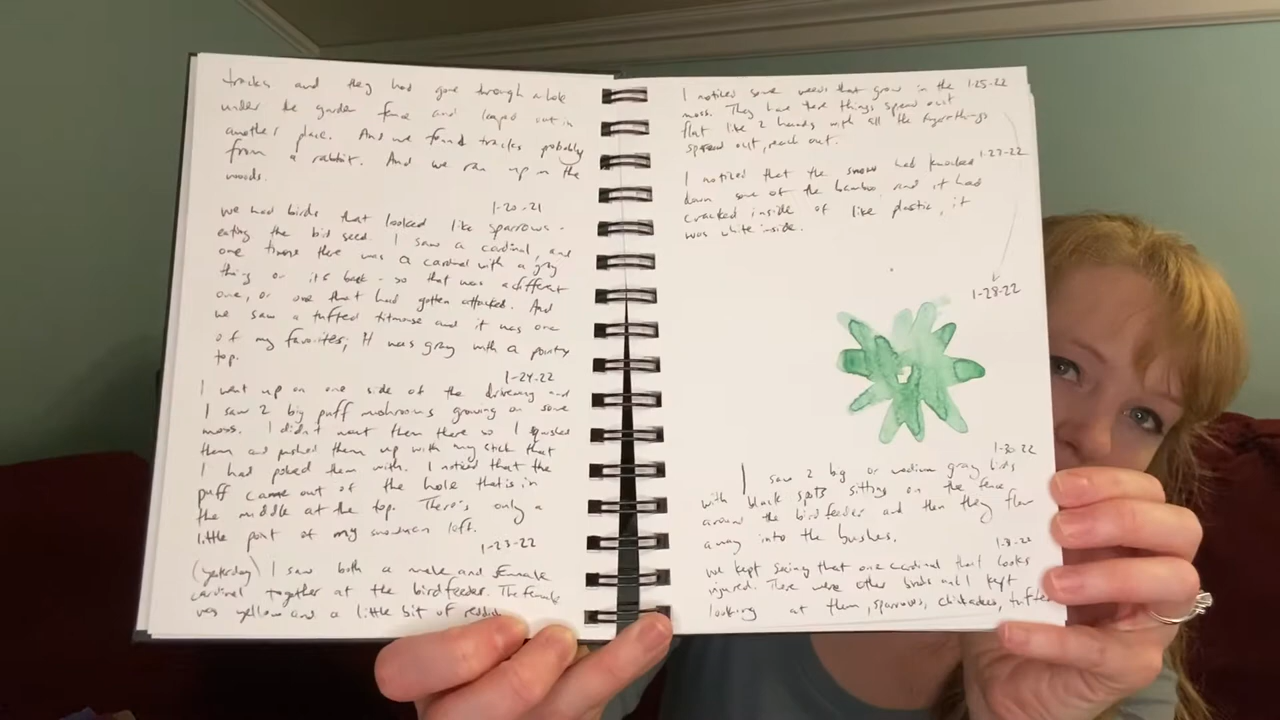 tracks and they had gone through a hole
under the garden fence and looped out in
another place. And we found tracks probably
from a rabbit. And we ran up in the
woods.
1-20-21
we had birds that looked like sparrows
eating the bird seed. I saw a cardinal, and
one time there was a cardinal with a gray
thing on its back - so that was a different
one, or one that had gotten attacked. And
we saw a tufted titmouse and it was one
of my favorites; It was gray with a pointy
top.
1-24-22
I went up on one side of the driveway and
I saw 2 big puff mushrooms growing on some
moss. I didn't want them there so I squished
them and pushed them up with my stick that
I had poked them with. I noticed that the
puff came out of the hole that is in
the middle at the top. There's only a
little part of my snowman left.
1-23-22
(yesterday) I saw both a male and female
cardinal together at the birdfeeder. The female
was yellow and a little bit of
I noticed some weeds that grow in the 1-25-22
moss. They have these things spread out
flat like 2 hands with all the finger things
spread out, reach out.
1-27-22
I noticed that the snow had knocked
down some of the bamboo and it had
cracked inside of like plastic, it
was white inside.
1-28-22
1-30-22
I saw 2 big or medium gray birds
with black spots sitting on the fence
around the birdfeeder and then they flew
away into the bushes.
1-31-22
we kept seeing that one cardinal that looks
injured. There were other birds and I kept
looking at them, sparrows, chickadees, tufted